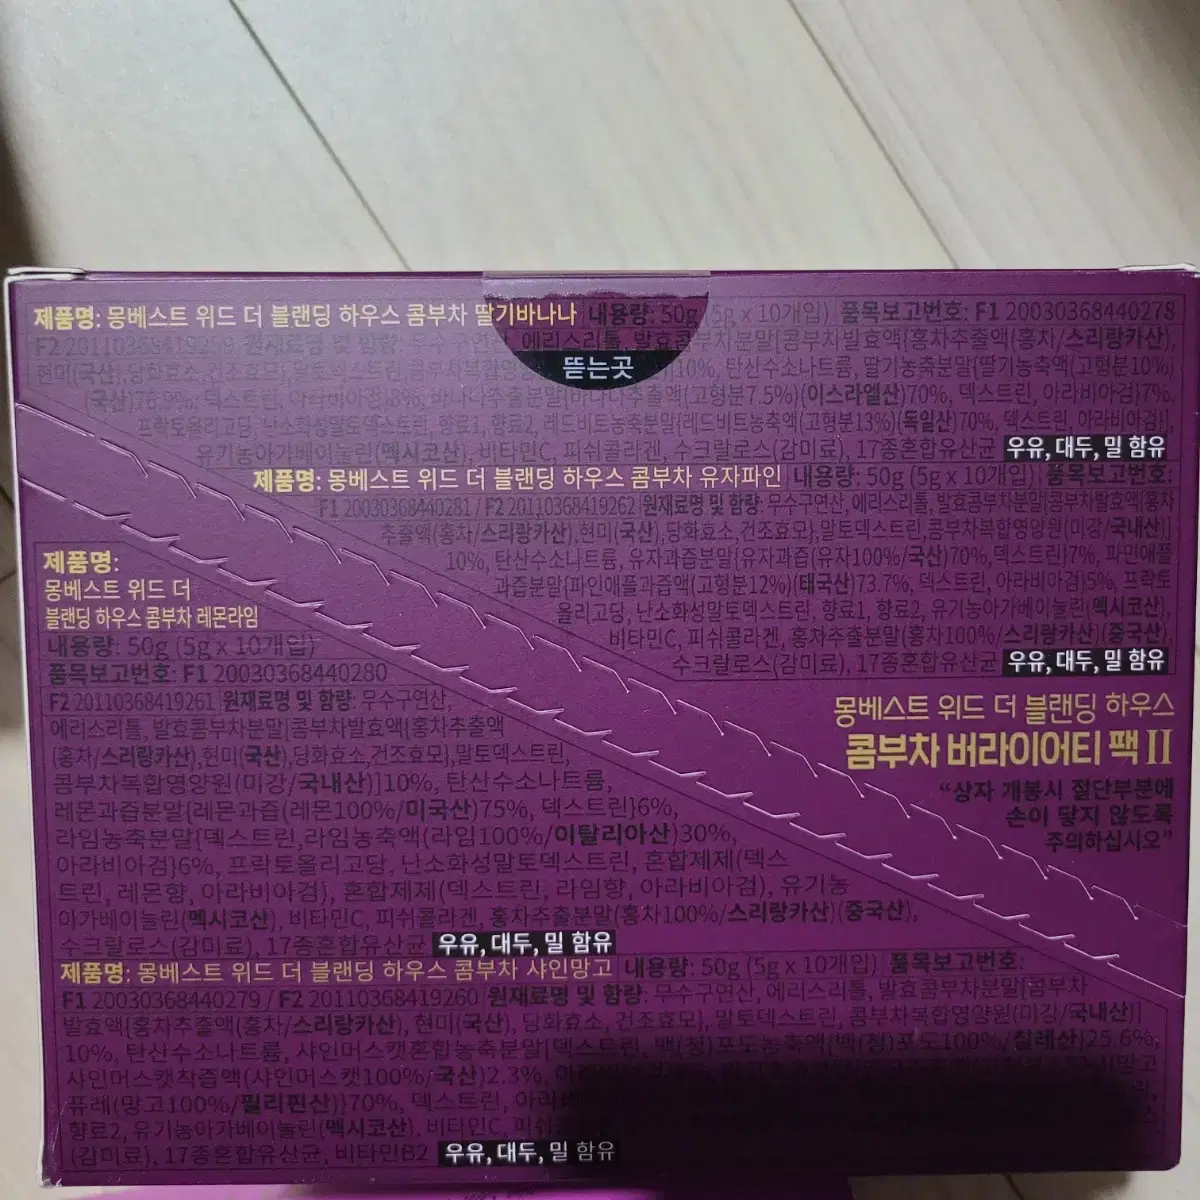 제품명: 몽베스트 위드 더 블랜딩 하우스 콤부차 딸기바나나 내용량: 50g (5g x 10개입) 품목보고번호: F1 20030368440278
F2 20110368419259 원재료명 및 함량: 무수구연산, 에리스리톨, 발효콤부차분말[콤부차발효액{홍차추출액(홍차/스리랑카산),
뜯는곳
현미(국산),당화효소,건조효모},말토덱스트린,콤부차복합영양원 10%, 탄산수소나트륨, 딸기농축분말{딸기농축액(고형분10%)
(국산)76.9%, 덱스트린, 아라비아검}8%, 바나나추출분말{바나나추출액(고형분7.5%)(이스라엘산)70%, 덱스트린, 아라비아검}7%,
프락토올리고당, 난소화성말토덱스트린, 향료1, 향료2, 레드비트농축분말{레드비트농축액(고형분13%)(독일산)70%, 덱스트린, 아라비아검},
유기농아가베이눌린(멕시코산), 비타민C, 피쉬콜라겐, 수크랄로스(감미료), 17종혼합유산균 우유, 대두, 밀 함유
제품명: 몽베스트 위드 더 블랜딩 하우스 콤부차 유자파인 내용량: 50g (5g x 10개입) 품목보고번호:
F1 20030368440281 / F2 20110368419262 원재료명 및 함량: 무수구연산, 에리스리톨, 발효콤부차분말[콤부차발효액{홍차
추출액(홍차/스리랑카산),현미(국산),당화효소,건조효모},말토덱스트린,콤부차복합영양원(미강/국내산)]
10%, 탄산수소나트륨, 유자과즙분말{유자과즙(유자100%/국산)70%,덱스트린}7%, 파인애플
과즙분말{파인애플과즙액(고형분12%)(태국산)73.7%, 덱스트린, 아라비아검}5%, 프락토
올리고당, 난소화성말토덱스트린, 향료1, 향료2, 유기농아가베이눌린(멕시코산),
비타민C, 피쉬콜라겐, 홍차추출분말(홍차100%/스리랑카산)(중국산),
수크랄로스(감미료), 17종혼합유산균 우유, 대두, 밀 함유
제품명:
몽베스트 위드 더
블랜딩 하우스 콤부차 레몬라임
내용량: 50g (5g x 10개입)
품목보고번호: F1 20030368440280
F2 20110368419261 원재료명 및 함량: 무수구연산,
에리스리톨, 발효콤부차분말[콤부차발효액{홍차추출액
(홍차/스리랑카산),현미(국산),당화효소,건조효모},말토덱스트린,
콤부차복합영양원(미강/국내산)]10%, 탄산수소나트륨,
레몬과즙분말{레몬과즙(레몬100%/미국산)75%, 덱스트린}6%,
라임농축분말{덱스트린,라임농축액(라임100%/이탈리아산)30%,
아라비아검}6%, 프락토올리고당, 난소화성말토덱스트린, 혼합제제(덱스
트린, 레몬향, 아라비아검), 혼합제제(덱스트린, 라임향, 아라비아검), 유기농
아가베이눌린(멕시코산), 비타민C, 피쉬콜라겐, 홍차추출분말(홍차100%/스리랑카산)(중국산),
수크랄로스(감미료), 17종혼합유산균 우유, 대두, 밀 함유
몽베스트 위드 더 블랜딩 하우스
콤부차 버라이어티 팩 II
“상자 개봉시 절단부분에
손이 닿지 않도록
주의하십시오”
제품명: 몽베스트 위드 더 블랜딩 하우스 콤부차 샤인망고 내용량: 50g (5g x 10개입) 품목보고번호:
F1 20030368440279 / F2 20110368419260 원재료명 및 함량: 무수구연산, 에리스리톨, 발효콤부차분말[콤부차
발효액{홍차추출액(홍차/스리랑카산), 현미(국산), 당화효소, 건조효모}, 말토덱스트린, 콤부차복합영양원(미강/국내산)]
10%, 탄산수소나트륨, 샤인머스캣혼합농축분말[덱스트린, 백(청)포도농축액{백(청)포도100%/칠레산}25.6%,
샤인머스캣착즙액(샤인머스캣100%/국산)2.3%,
퓨레(망고100%/필리핀산)}70%, 덱스트린,
향료2, 유기농아가베이눌린(멕시코산), 비타민C,
(감미료), 17종혼합유산균, 비타민B2 우유, 대두, 밀 함유